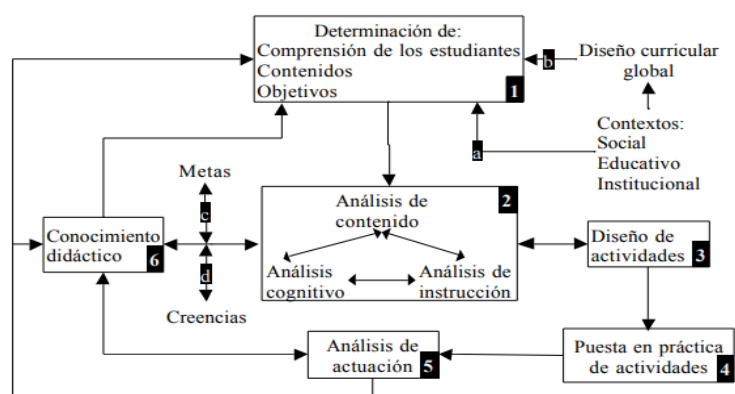 Determinación de:
Comprensión de los estudiantes
Contenidos
Objetivos
1
b
Diseño curricular
global
a
Contextos:
Social
Educativo
Institucional
Metas
c
d
Creencias
Conocimiento
didáctico
6
2
Análisis de
contenido
Análisis
cognitivo
Análisis de
instrucción
Diseño de
actividades
3
Puesta en práctica
de actividades
4
Análisis de
actuación
5